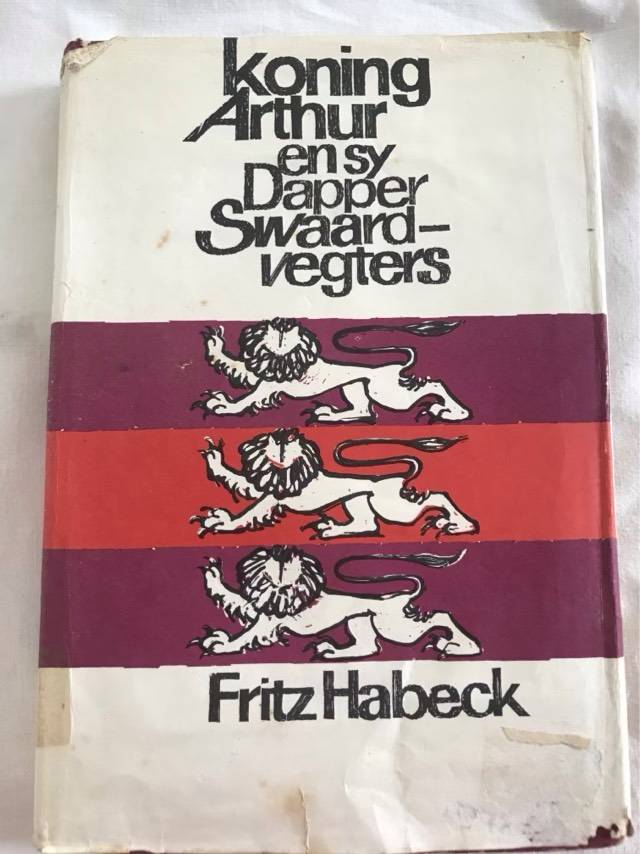 koning
Arthur
en sy
Dapper
Swaard-
vegters
Fritz Habeck